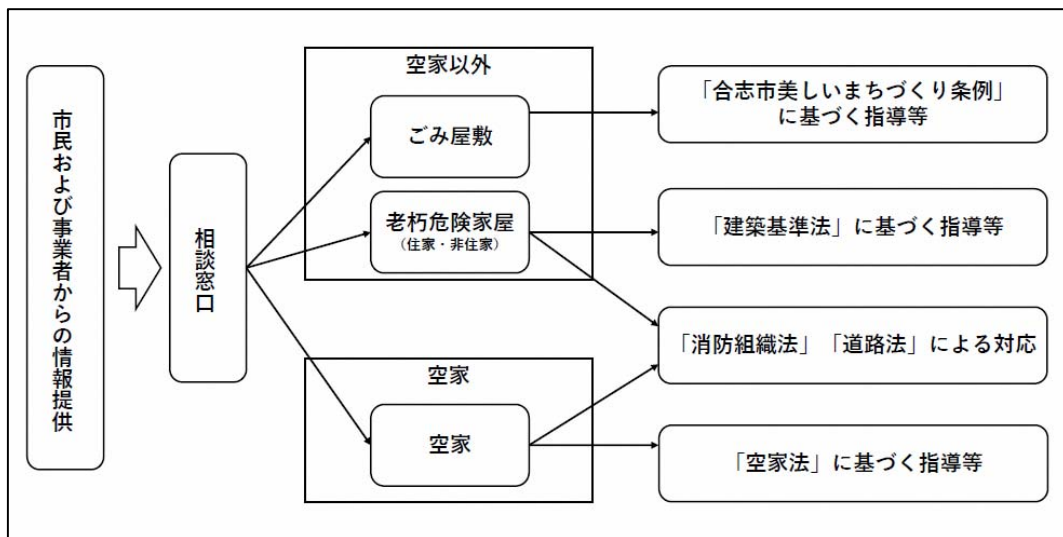 市民および事業者からの情報提供
相談窓口
空家以外
ごみ屋敷
老朽危険家屋
（住家・非住家）
空家
空家
「合志市美しいまちづくり条例」
に基づく指導等
「建築基準法」に基づく指導等
「消防組織法」「道路法」による対応
「空家法」に基づく指導等